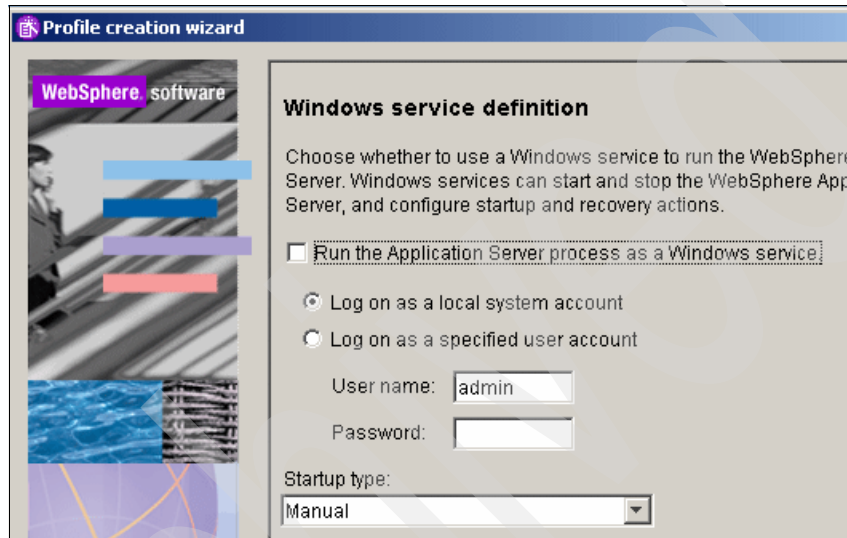 Profile creation wizard
WebSphere. software
Windows service definition
Choose whether to use a Windows service to run the WebSphere
Server. Windows services can start and stop the WebSphere App
Server, and configure startup and recovery actions.
Run the Application Server process as a Windows service.
Log on as a local system account
Log on as a specified user account
User name: admin
Password:
Startup type:
Manual